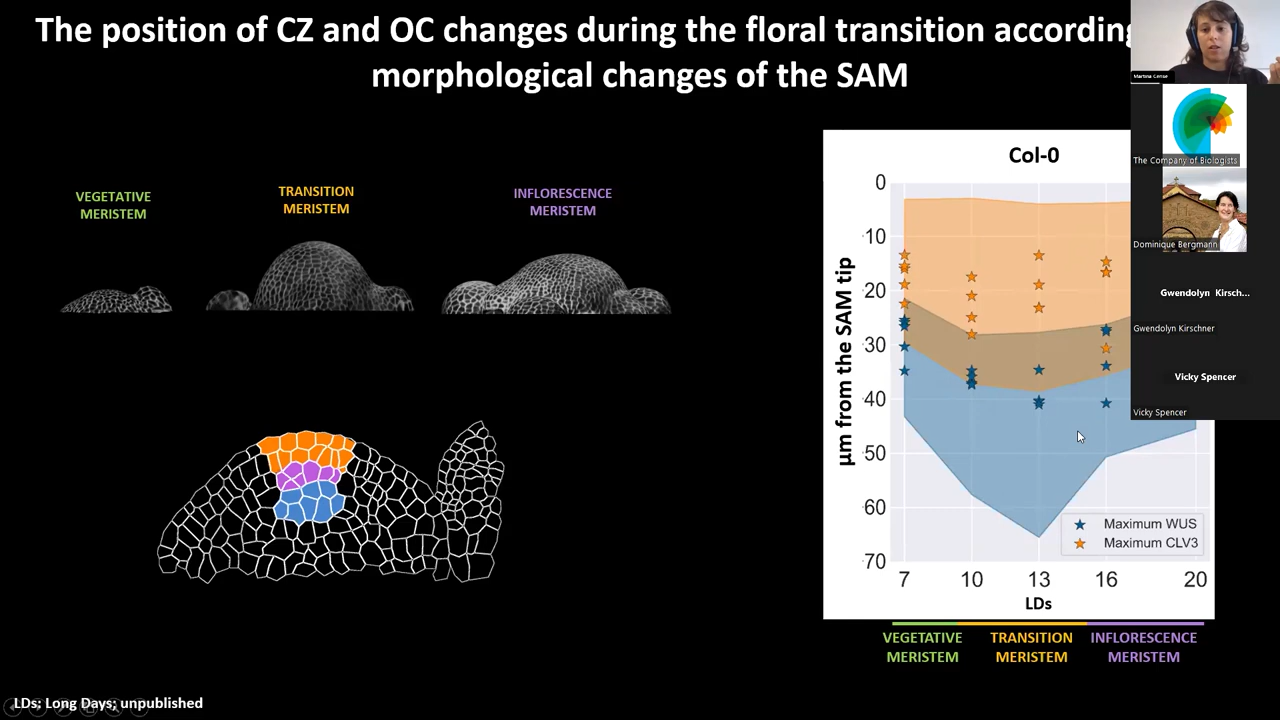 The position of CZ and OC changes during the floral transition according
morphological changes of the SAM
VEGETATIVE
MERISTEM
TRANSITION
MERISTEM
INFLORESCENCE
MERISTEM
Col-0
µm from the SAM tip
0
10
20
30
40
50
60
70
Maximum WUS
Maximum CLV3
7 10 13 16 20
LDs
VEGETATIVE
MERISTEM
TRANSITION
MERISTEM
INFLORESCENCE
MERISTEM
LDs: Long Days; unpublished
Martina Cerise
The Company of Biologists
Dominique Bergmann
Gwendolyn Kirsch...
Gwendolyn Kirschner
Vicky Spencer
Vicky Spencer